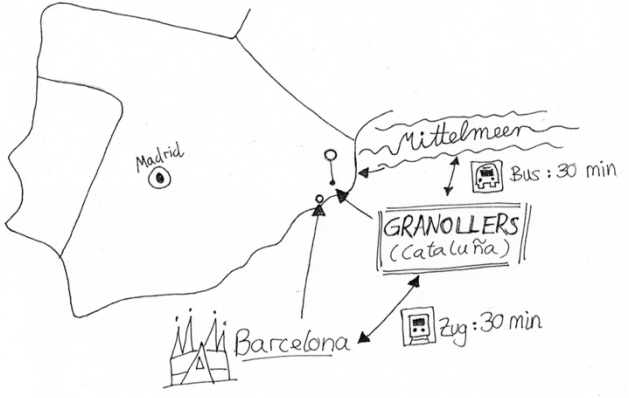 Mittelmeer
Madrid
Bus: 30 min
GRANOLLERS
(Cataluña)
Zug: 30 min
Barcelona